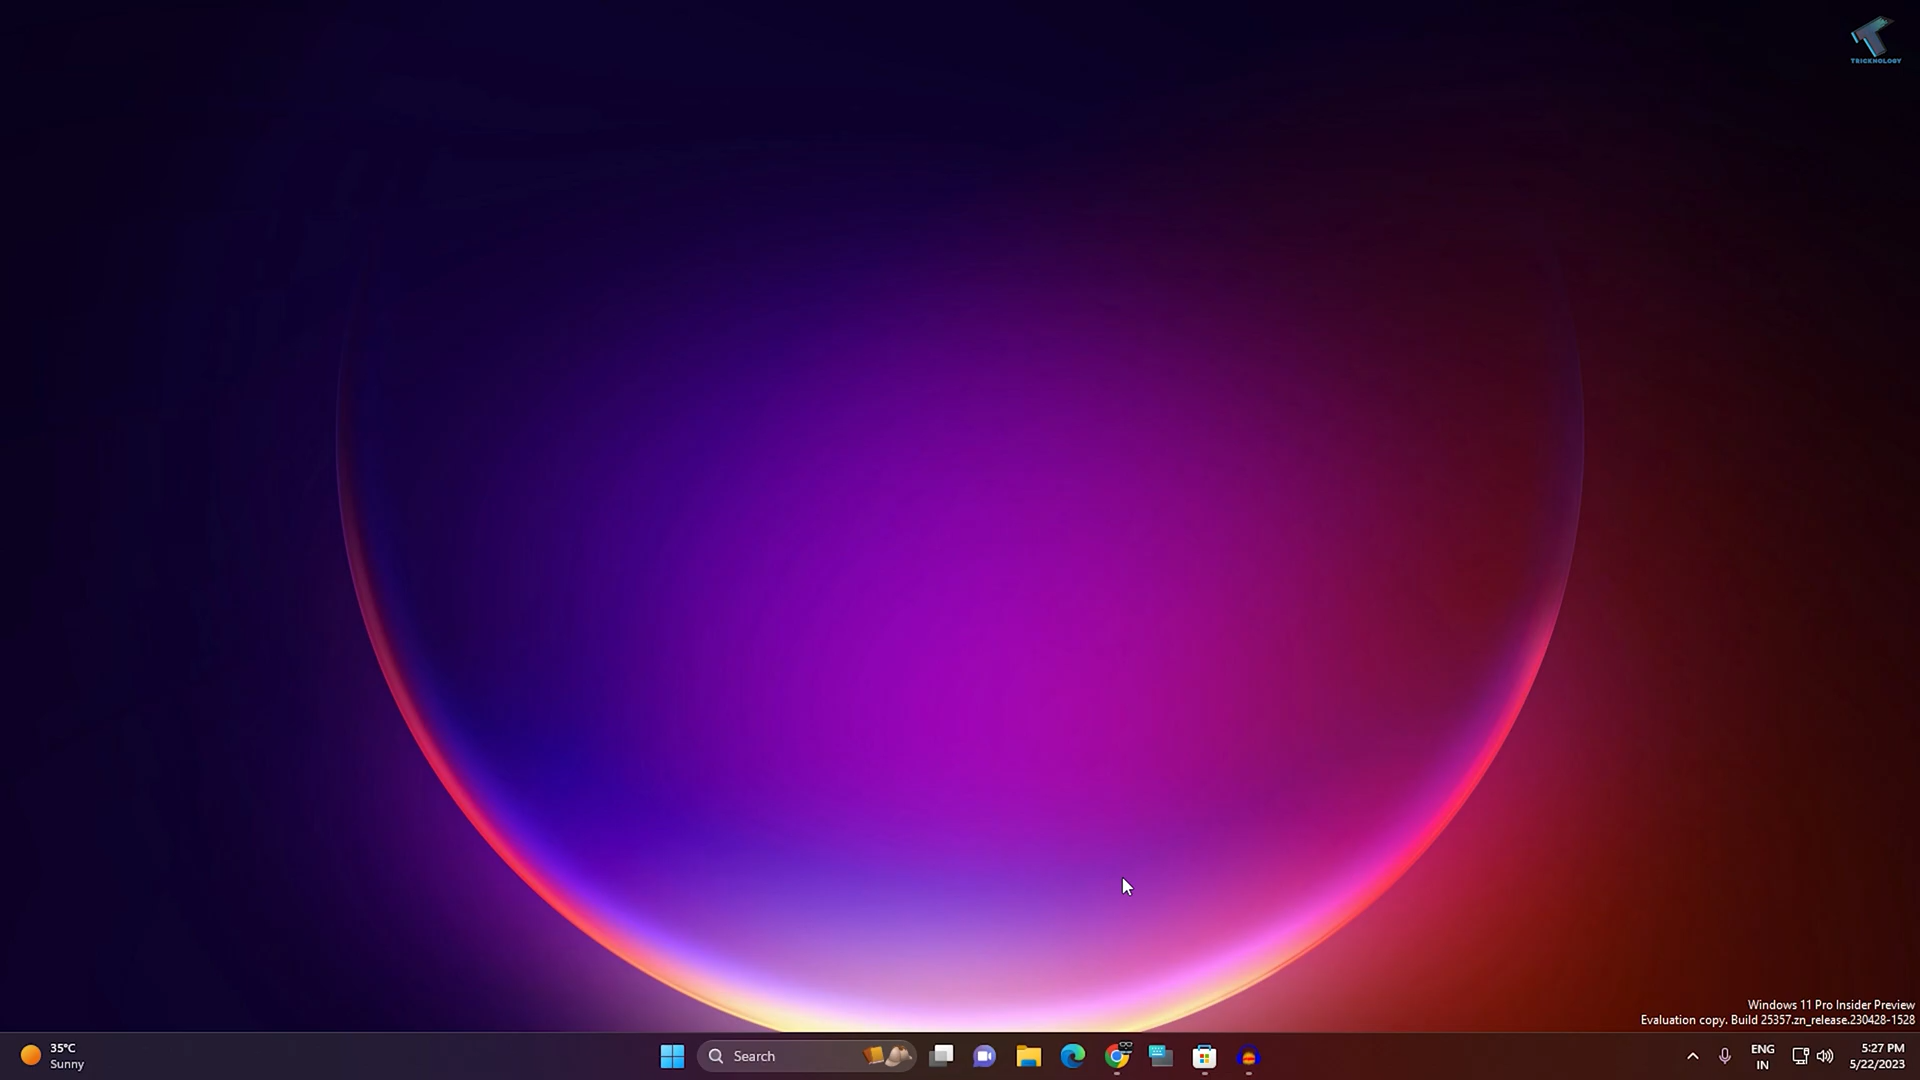 TRICKNOLOGY
Windows 11 Pro Insider Preview
Evaluation copy. Build 25357.zn_release.230428-1528
35°C
Sunny
Search
ENG
IN
5:27 PM
5/22/2023